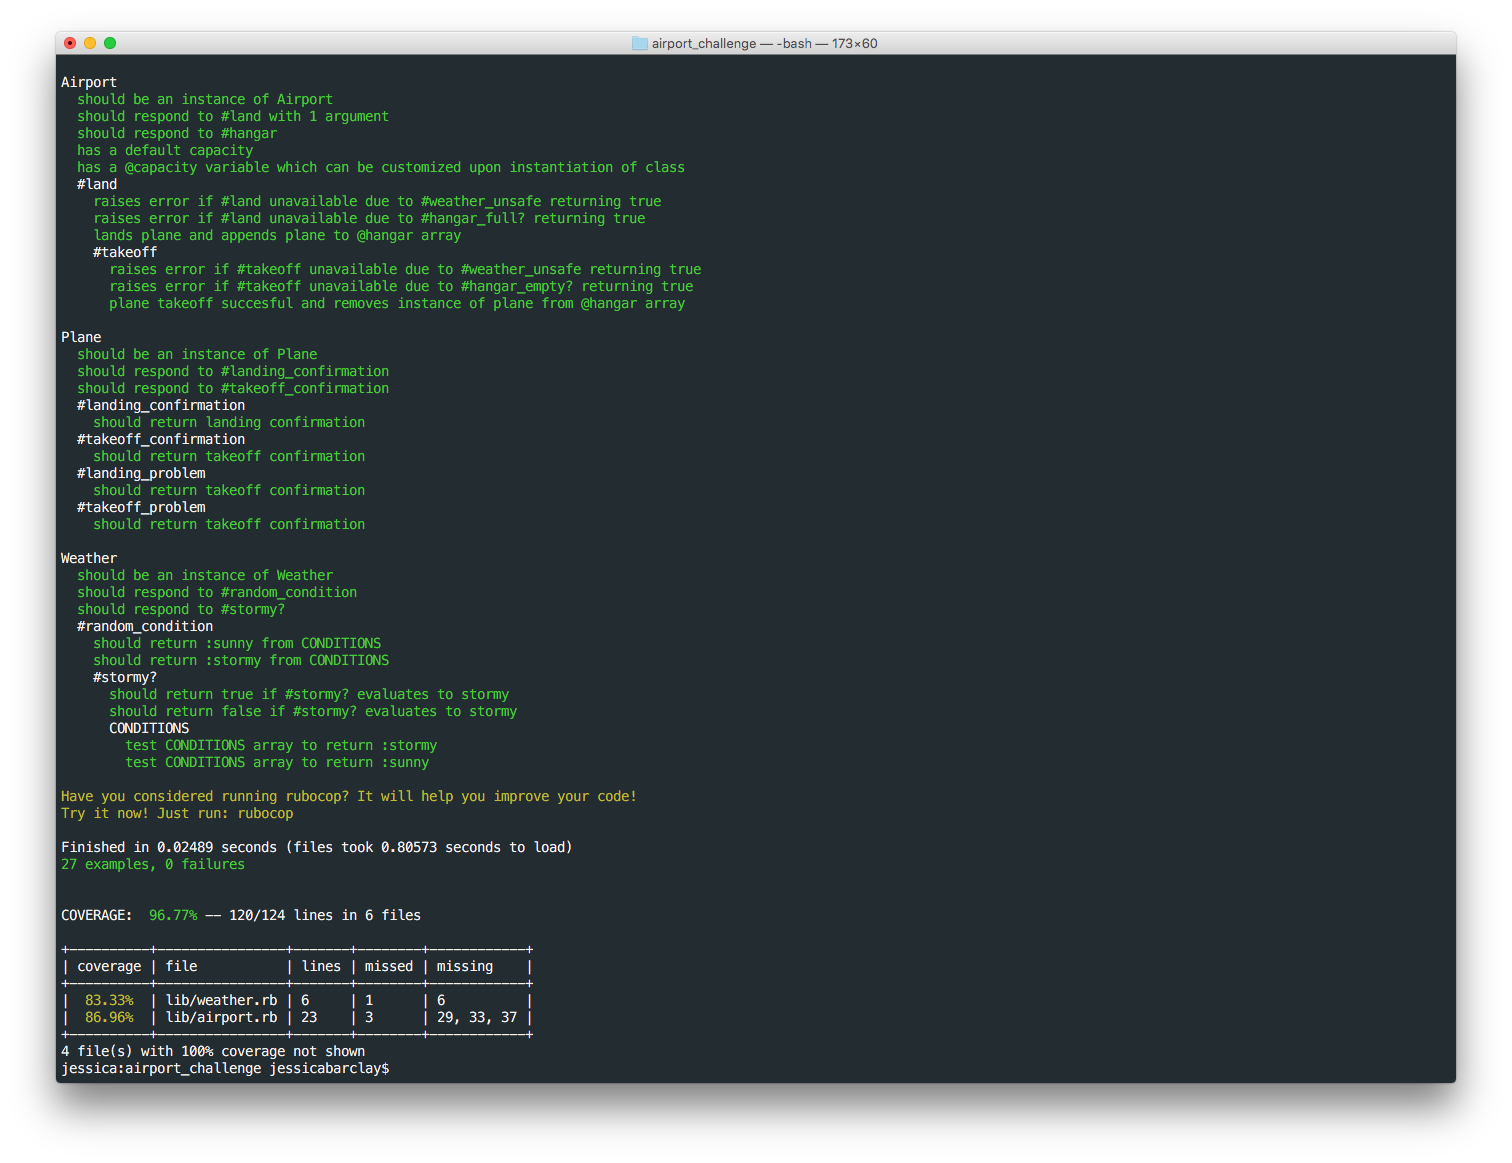 airport_challenge — -bash — 173×60
Airport
should be an instance of Airport
should respond to #land with 1 argument
should respond to #hangar
has a default capacity
has a @capacity variable which can be customized upon instantiation of class
#land
raises error if #land unavailable due to #weather_unsafe returning true
raises error if #land unavailable due to #hangar_full? returning true
lands plane and appends plane to @hangar array
#takeoff
raises error if #takeoff unavailable due to #weather_unsafe returning true
raises error if #takeoff unavailable due to #hangar_empty? returning true
plane takeoff succesful and removes instance of plane from @hangar array
Plane
should be an instance of Plane
should respond to #landing_confirmation
should respond to #takeoff_confirmation
#landing_confirmation
should return landing confirmation
#takeoff_confirmation
should return takeoff confirmation
#landing_problem
should return takeoff confirmation
#takeoff_problem
should return takeoff confirmation
Weather
should be an instance of Weather
should respond to #random_condition
should respond to #stormy?
#random_condition
should return :sunny from CONDITIONS
should return :stormy from CONDITIONS
#stormy?
should return true if #stormy? evaluates to stormy
should return false if #stormy? evaluates to stormy
CONDITIONS
test CONDITIONS array to return :stormy
test CONDITIONS array to return :sunny
Have you considered running rubocop? It will help you improve your code!
Try it now! Just run: rubocop
Finished in 0.02489 seconds (files took 0.80573 seconds to load)
27 examples, 0 failures
COVERAGE:  96.77% -- 120/124 lines in 6 files
+----------+----------------+-------+--------+------------+
| coverage | file           | lines | missed | missing    |
+----------+----------------+-------+--------+------------+
|  83.33%  | lib/weather.rb | 6     | 1      | 6          |
|  86.96%  | lib/airport.rb | 23    | 3      | 29, 33, 37 |
+----------+----------------+-------+--------+------------+
4 file(s) with 100% coverage not shown
jessica:airport_challenge jessicabarclay$